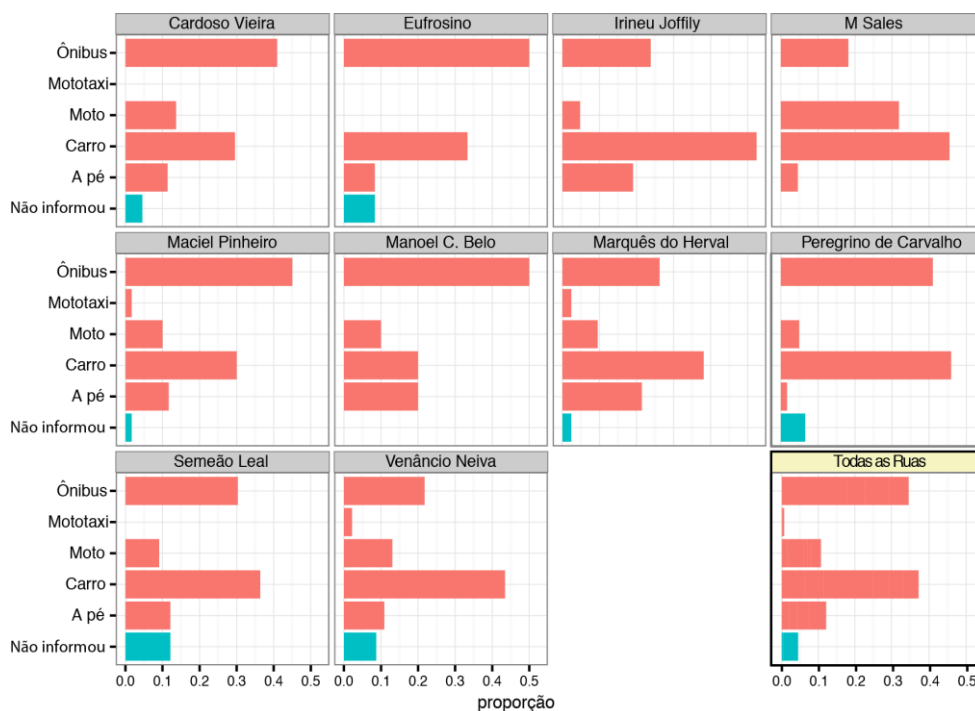 Cardoso Vieira
Eufrosino
Irineu Joffily
M Sales
Ônibus
Mototaxi
Moto
Carro
A pé
Não informou
Maciel Pinheiro
Manoel C. Belo
Marquês do Herval
Peregrino de Carvalho
Ônibus
Mototaxi
Moto
Carro
A pé
Não informou
Semeão Leal
Venâncio Neiva
Todas as Ruas
Ônibus
Mototaxi
Moto
Carro
A pé
Não informou
0.0 0.1 0.2 0.3 0.4 0.5
0.0 0.1 0.2 0.3 0.4 0.5
0.0 0.1 0.2 0.3 0.4 0.5
proporção